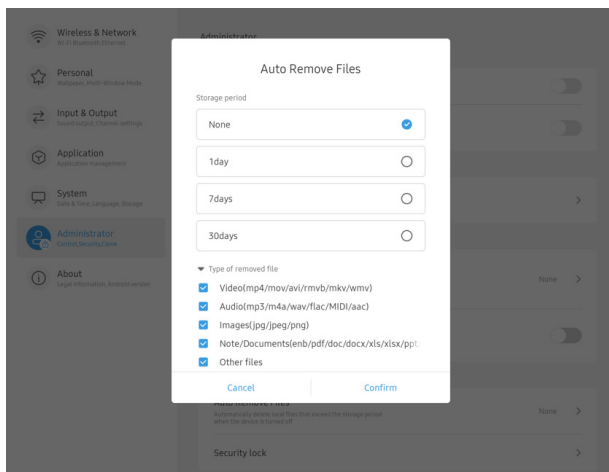 Wireless & Network
Wi-Fi Bluetooth Ethernet
Personal
Wallpaper, Multi-Window Mode
Input & Output
Sound output, Channel settings
Application
Application management
System
Date & Time, Language, Storage
Administrator
Control,Security,Clone
About
Legal information, Android version
Administrator
Auto Remove Files
Storage period
None
1day
7days
30days
Type of removed file
Video(mp4/mov/avi/rmvb/mkv/wmv)
Audio(mp3/m4a/wav/flac/MIDI/aac)
Images(jpg/jpeg/png)
Note/Documents(enb/pdf/doc/docx/xls/xlsx/ppt
Other files
Cancel
Confirm
None
Auto Remove Files
Automatically delete local files that exceed the storage period
when the device is turned off
None
Security lock